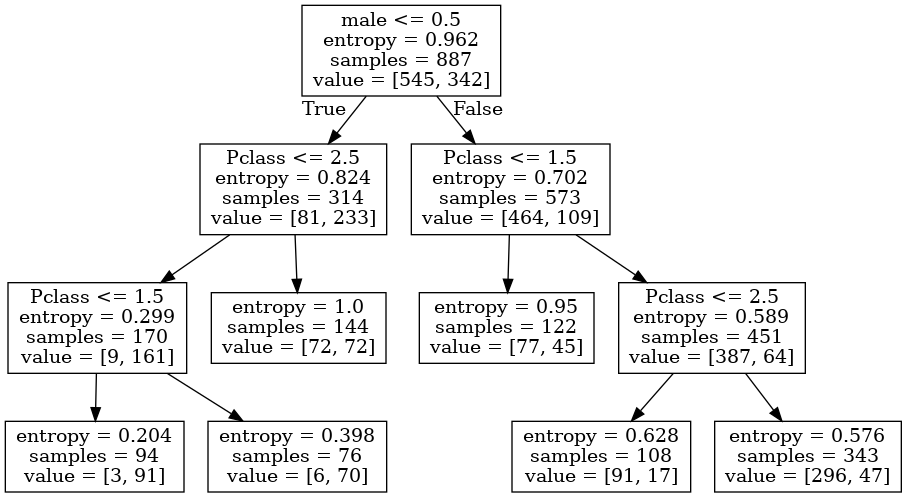 male <= 0.5
entropy = 0.962
samples = 887
value = [545, 342]
True
False
Pclass <= 2.5
entropy = 0.824
samples = 314
value = [81, 233]
Pclass <= 1.5
entropy = 0.702
samples = 573
value = [464, 109]
Pclass <= 1.5
entropy = 0.299
samples = 170
value = [9, 161]
entropy = 1.0
samples = 144
value = [72, 72]
entropy = 0.95
samples = 122
value = [77, 45]
Pclass <= 2.5
entropy = 0.589
samples = 451
value = [387, 64]
entropy = 0.204
samples = 94
value = [3, 91]
entropy = 0.398
samples = 76
value = [6, 70]
entropy = 0.628
samples = 108
value = [91, 17]
entropy = 0.576
samples = 343
value = [296, 47]